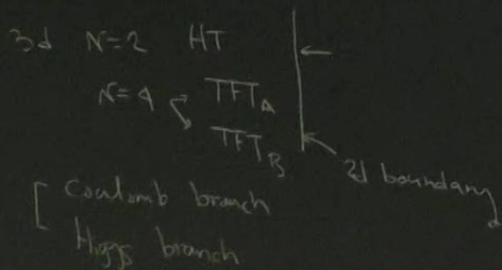 3d N=2 HT
N=4 TFT_A
TFT_B
2d boundary
Coulomb branch
Higgs branch